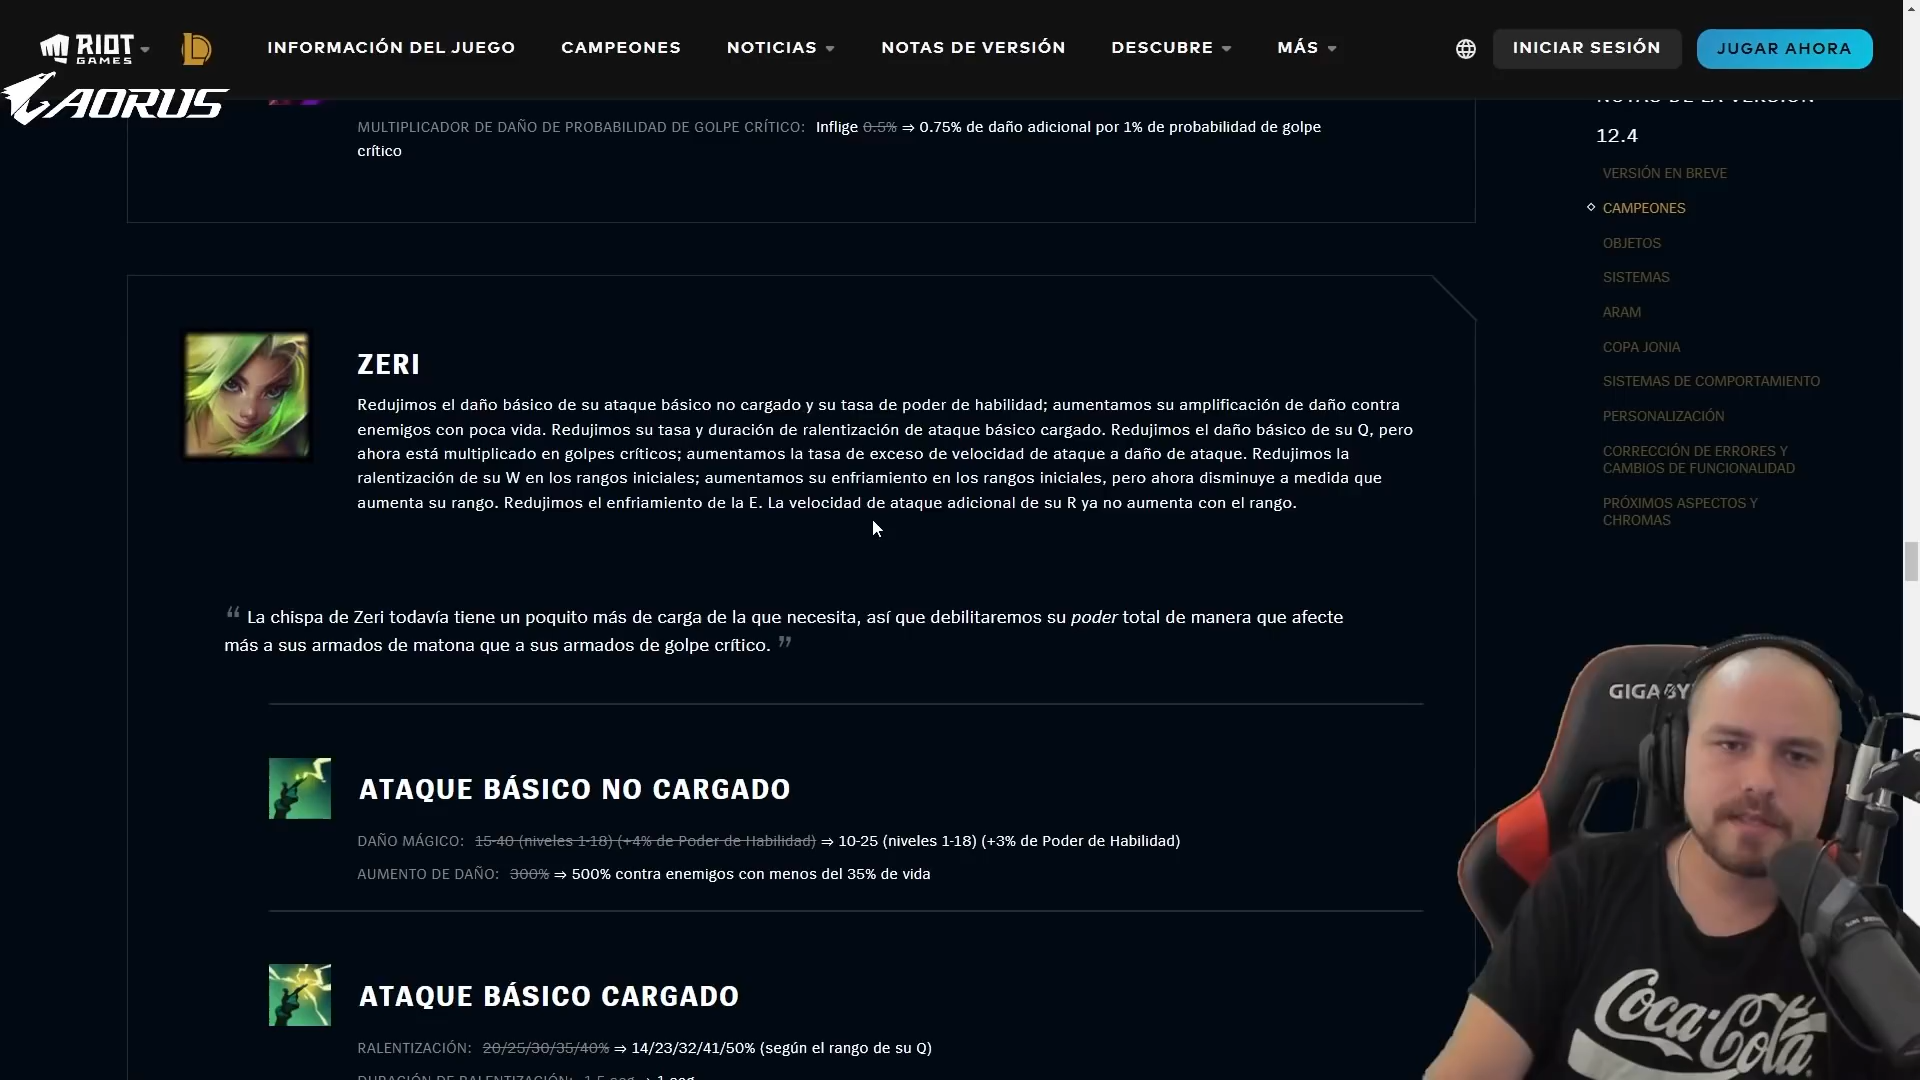 RIOT GAMES
INFORMACIÓN DEL JUEGO
CAMPEONES
NOTICIAS
NOTAS DE VERSIÓN
DESCUBRE
MÁS
INICIAR SESIÓN
JUGAR AHORA
AORUS
MULTIPLICADOR DE DAÑO DE PROBABILIDAD DE GOLPE CRÍTICO: Inflige 0.5% ⇒ 0.75% de daño adicional por 1% de probabilidad de golpe
crítico
ZERI
Redujimos el daño básico de su ataque básico no cargado y su tasa de poder de habilidad; aumentamos su amplificación de daño contra
enemigos con poca vida. Redujimos su tasa y duración de ralentización de ataque básico cargado. Redujimos el daño básico de su Q, pero
ahora está multiplicado en golpes críticos; aumentamos la tasa de exceso de velocidad de ataque a daño de ataque. Redujimos la
ralentización de su W en los rangos iniciales; aumentamos su enfriamiento en los rangos iniciales, pero ahora disminuye a medida que
aumenta su rango. Redujimos el enfriamiento de la E. La velocidad de ataque adicional de su R ya no aumenta con el rango.
“ La chispa de Zeri todavía tiene un poquito más de carga de la que necesita, así que debilitaremos su poder total de manera que afecte
más a sus armados de matona que a sus armados de golpe crítico. ”
ATAQUE BÁSICO NO CARGADO
DAÑO MÁGICO: 15-40 (niveles 1-18) (+4% de Poder de Habilidad) ⇒ 10-25 (niveles 1-18) (+3% de Poder de Habilidad)
AUMENTO DE DAÑO: 300% ⇒ 500% contra enemigos con menos del 35% de vida
ATAQUE BÁSICO CARGADO
RALENTIZACIÓN: 20/25/30/35/40% ⇒ 14/23/32/41/50% (según el rango de su Q)
DURACIÓN DE RALENTIZACIÓN: 1.5 seg ⇒ 1 seg
NOTAS DE LA VERSIÓN
12.4
VERSIÓN EN BREVE
CAMPEONES
OBJETOS
SISTEMAS
ARAM
COPA JONIA
SISTEMAS DE COMPORTAMIENTO
PERSONALIZACIÓN
CORRECCIÓN DE ERRORES Y
CAMBIOS DE FUNCIONALIDAD
PRÓXIMOS ASPECTOS Y
CHROMAS
Coca-Cola